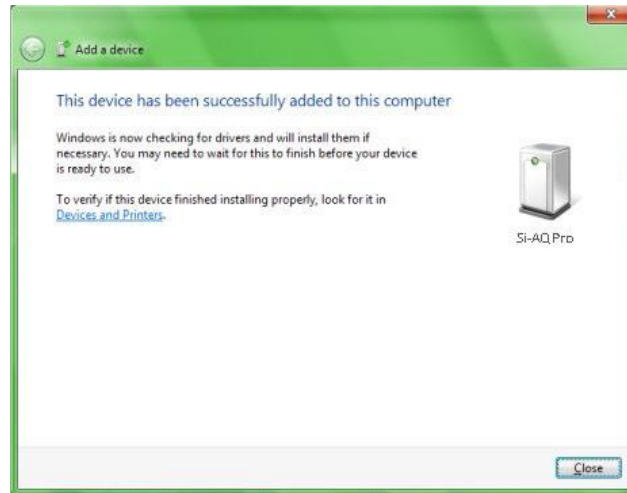 Add a device
This device has been successfully added to this computer
Windows is now checking for drivers and will install them if
necessary. You may need to wait for this to finish before your device
is ready to use.
To verify if this device finished installing properly, look for it in
Devices and Printers.
Si-AQ Pro
Close